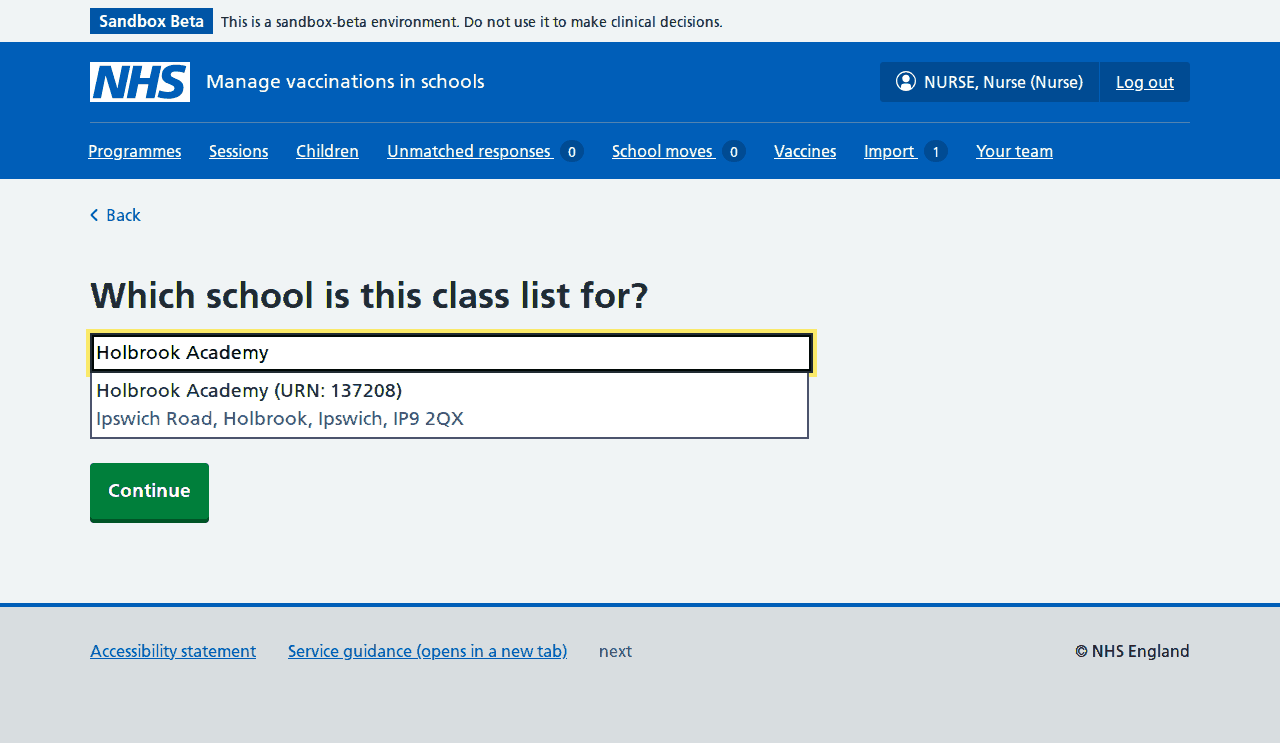 Sandbox Beta This is a sandbox-beta environment. Do not use it to make clinical decisions.
NHS Manage vaccinations in schools NURSE, Nurse (Nurse) Log out
Programmes Sessions Children Unmatched responses 0 School moves 0 Vaccines Import 1 Your team
Back
Which school is this class list for?
Holbrook Academy
Holbrook Academy (URN: 137208)
Ipswich Road, Holbrook, Ipswich, IP9 2QX
Continue
Accessibility statement Service guidance (opens in a new tab) next © NHS England